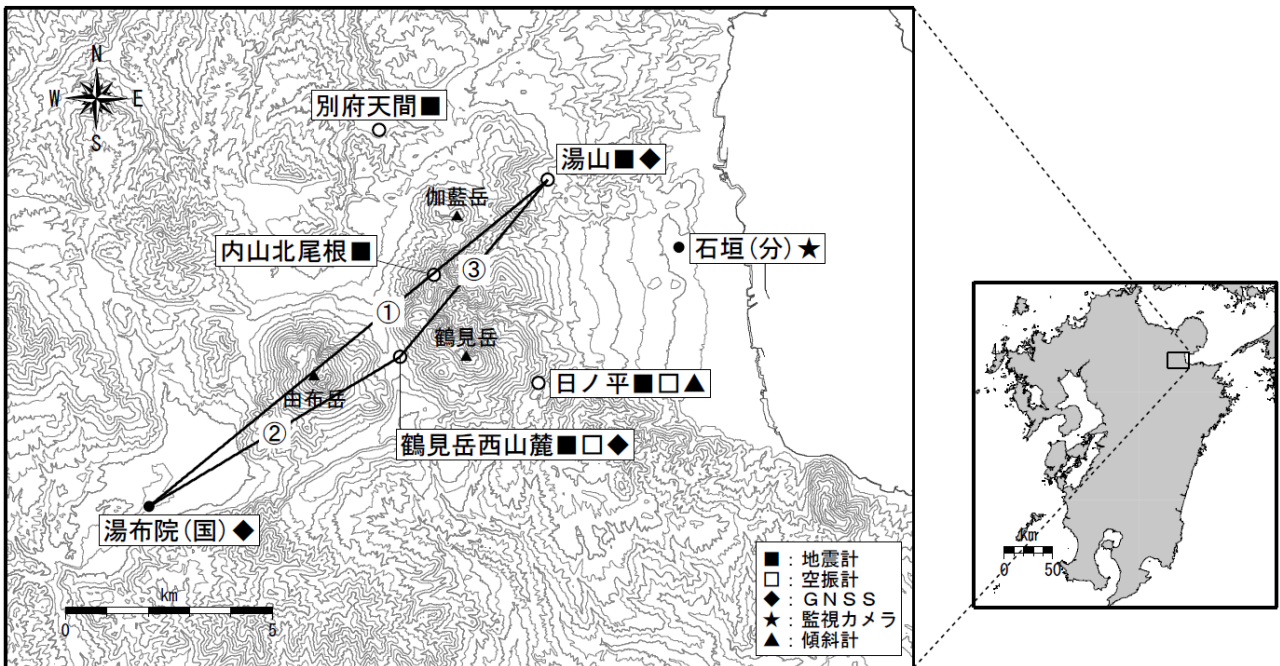 N
W E
S
別府天間■
湯山■◆
伽藍岳
内山北尾根■
石垣(分)★
③
①
鶴見岳
日ノ平■□▲
由布岳
②
鶴見岳西山麓■□◆
湯布院(国)◆
km
0 5
■：地震計
□：空振計
◆：GNSS
★：監視カメラ
▲：傾斜計
Km
0 50